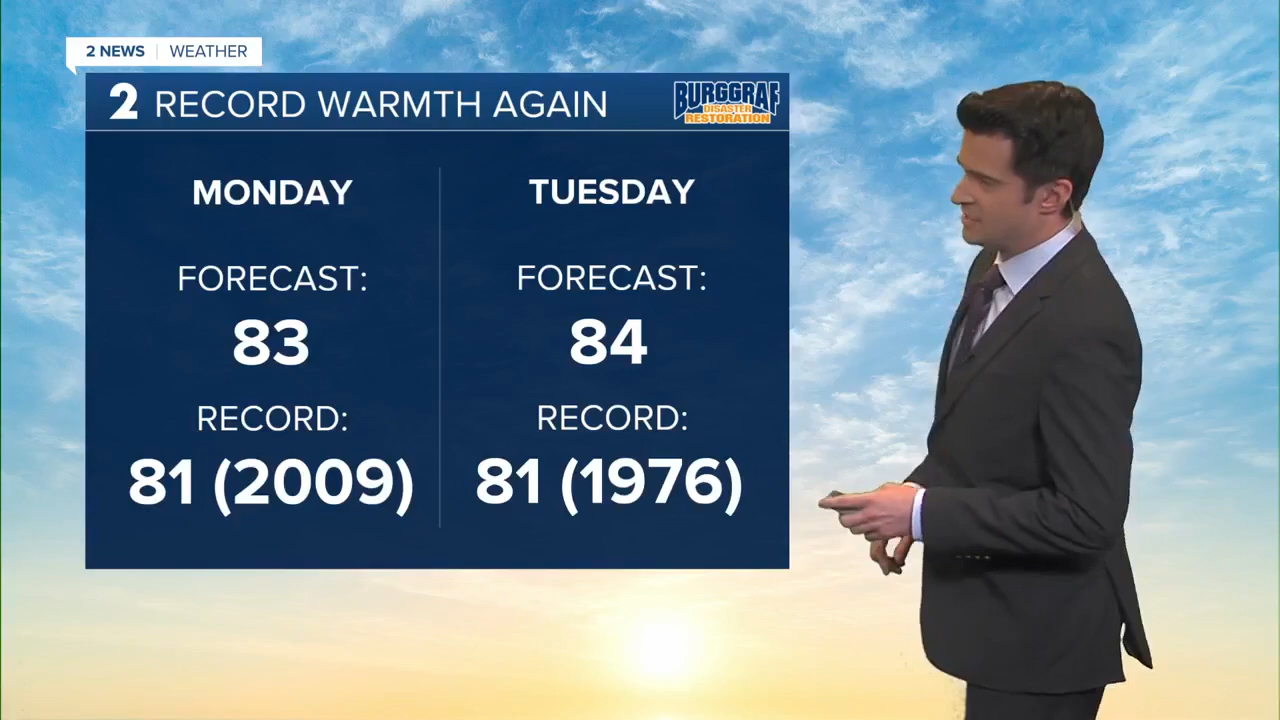 2 NEWS | WEATHER
2 RECORD WARMTH AGAIN
BURGGRAF
DISASTER
RESTORATION
MONDAY
FORECAST:
83
RECORD:
81 (2009)
TUESDAY
FORECAST:
84
RECORD:
81 (1976)